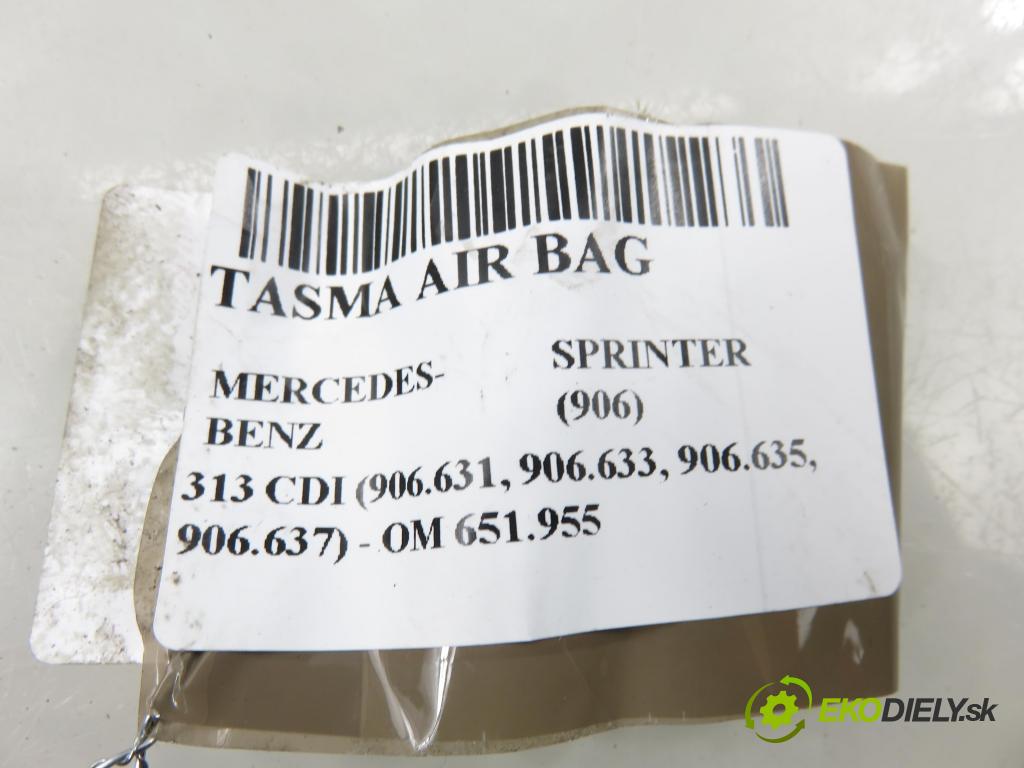 TASMA AIR BAG
MERCEDES-
BENZ
SPRINTER
(906)
313 CDI (906.631, 906.633, 906.635,
906.637) - OM 651.955
EKODIELY.sk